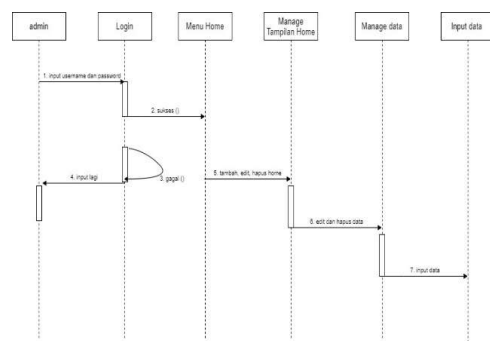 admin
Login
Menu Home
Manage
Tampilan Home
Manage data
Input data
1. input username dan password
2. sukses ()
3. gagal ()
4. input lagi
5. tambah, edit, hapus home
6. edit dan hapus data
7. input data